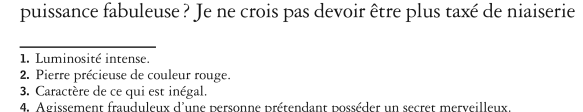 puissance fabuleuse ? Je ne crois pas devoir être plus taxé de niaiserie
1. Luminosité intense.
2. Pierre précieuse de couleur rouge.
3. Caractère de ce qui est inégal.
4. Agissement frauduleux d'une personne prétendant posséder un secret merveilleux.